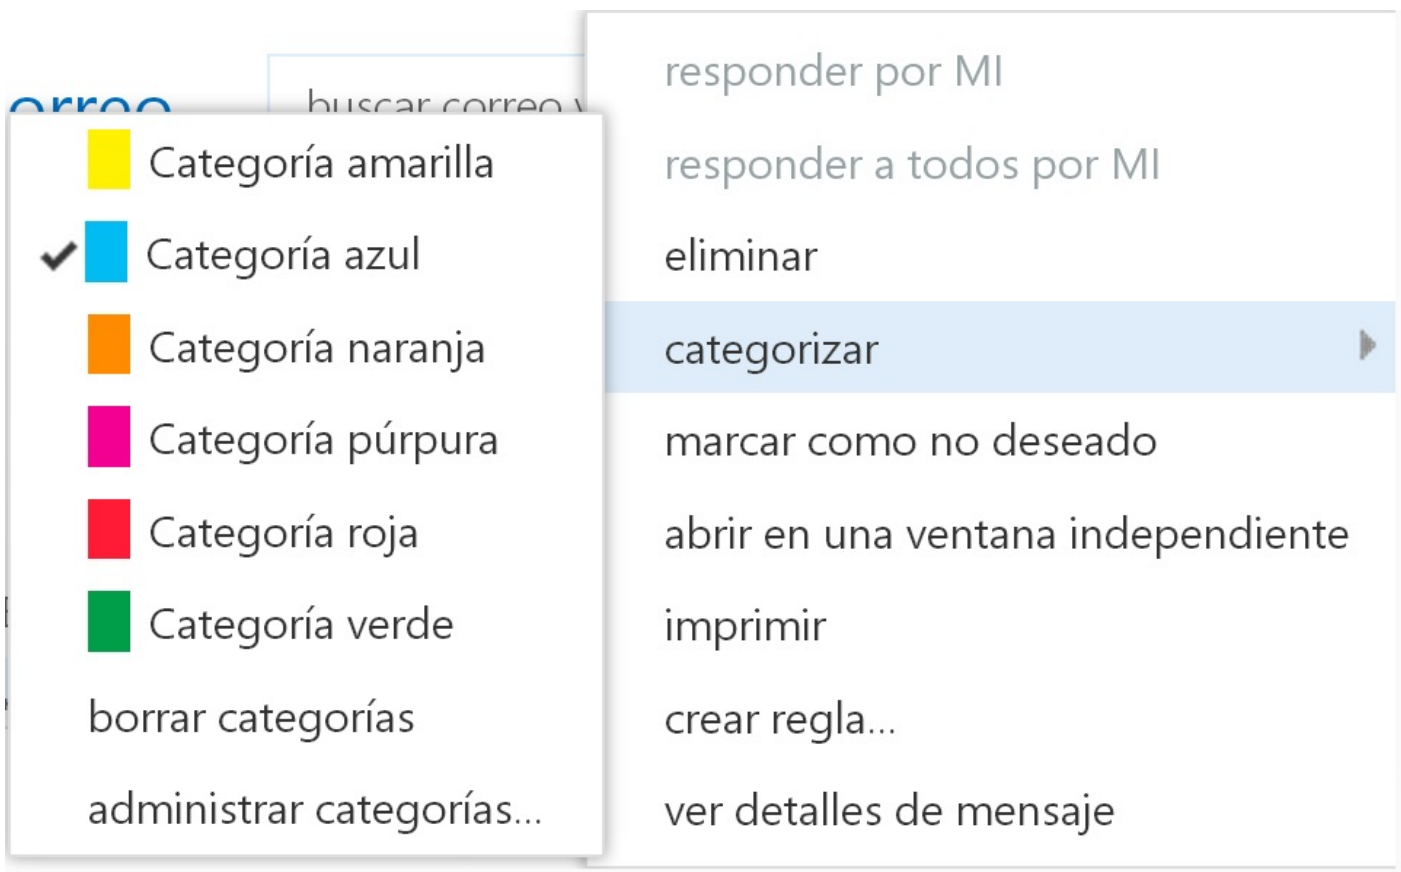 buscar correo
Categoría amarilla
Categoría azul
Categoría naranja
Categoría púrpura
Categoría roja
Categoría verde
borrar categorías
administrar categorías...
responder por MI
responder a todos por MI
eliminar
categorizar
marcar como no deseado
abrir en una ventana independiente
imprimir
crear regla...
ver detalles de mensaje